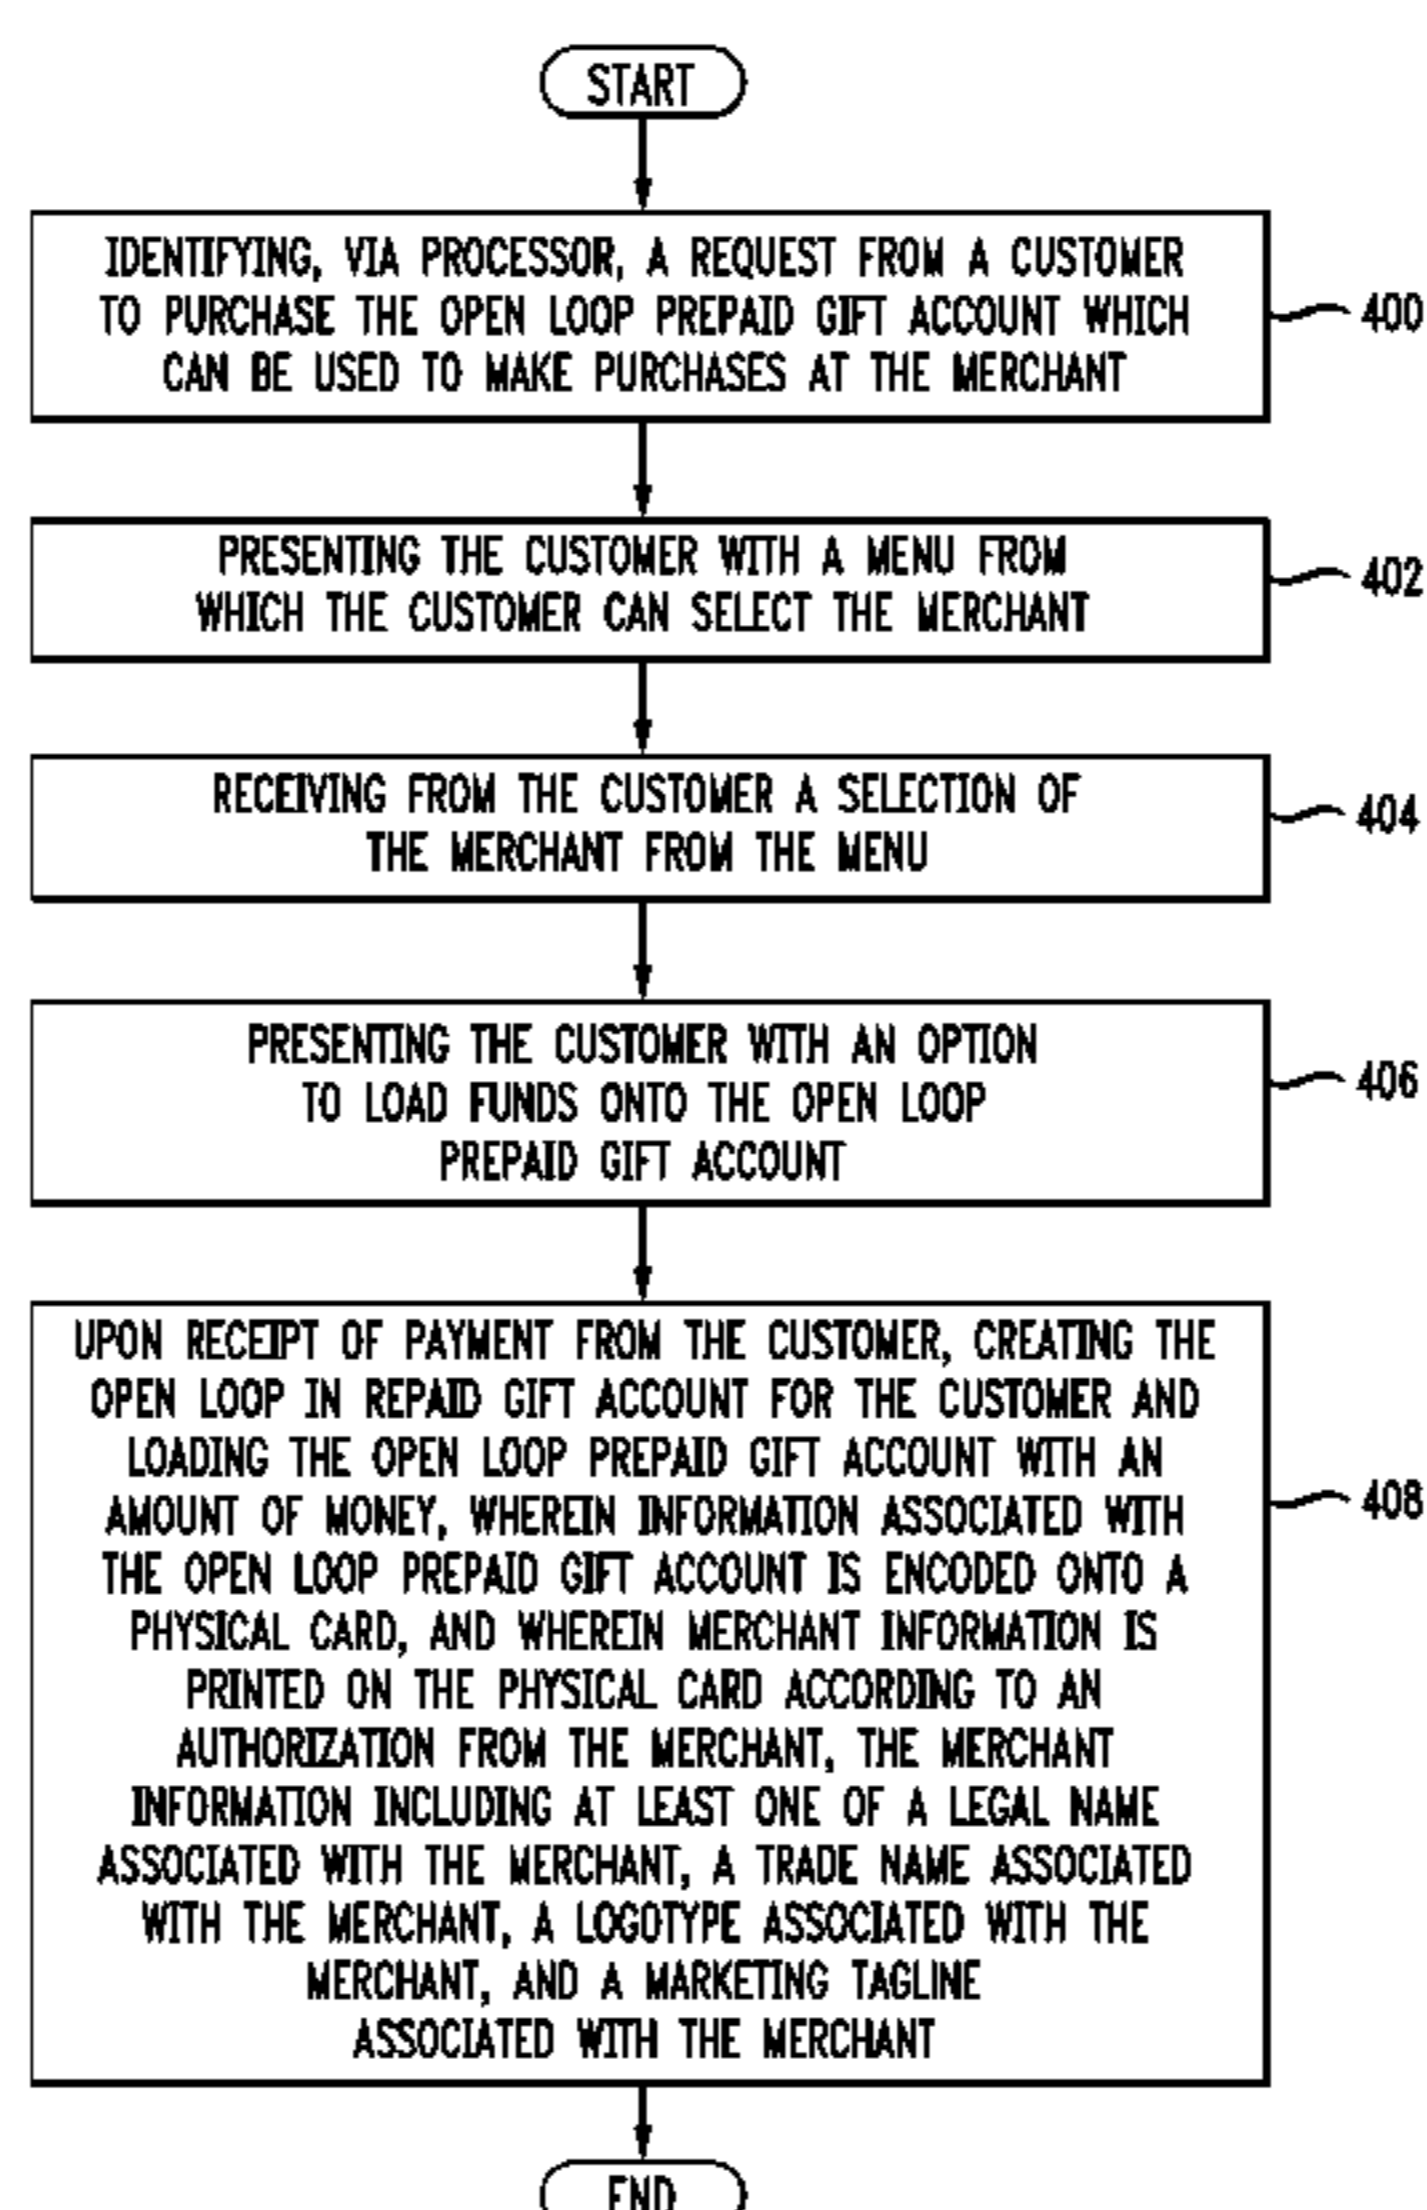 START
IDENTIFYING, VIA PROCESSOR, A REQUEST FROM A CUSTOMER
TO PURCHASE THE OPEN LOOP PREPAID GIFT ACCOUNT WHICH
CAN BE USED TO MAKE PURCHASES AT THE MERCHANT
400
PRESENTING THE CUSTOMER WITH A MENU FROM
WHICH THE CUSTOMER CAN SELECT THE MERCHANT
402
RECEIVING FROM THE CUSTOMER A SELECTION OF
THE MERCHANT FROM THE MENU
404
PRESENTING THE CUSTOMER WITH AN OPTION
TO LOAD FUNDS ONTO THE OPEN LOOP
PREPAID GIFT ACCOUNT
406
UPON RECEIPT OF PAYMENT FROM THE CUSTOMER, CREATING THE
OPEN LOOP IN REPAID GIFT ACCOUNT FOR THE CUSTOMER AND
LOADING THE OPEN LOOP PREPAID GIFT ACCOUNT WITH AN
AMOUNT OF MONEY, WHEREIN INFORMATION ASSOCIATED WITH
THE OPEN LOOP PREPAID GIFT ACCOUNT IS ENCODED ONTO A
PHYSICAL CARD, AND WHEREIN MERCHANT INFORMATION IS
PRINTED ON THE PHYSICAL CARD ACCORDING TO AN
AUTHORIZATION FROM THE MERCHANT, THE MERCHANT
INFORMATION INCLUDING AT LEAST ONE OF A LEGAL NAME
ASSOCIATED WITH THE MERCHANT, A TRADE NAME ASSOCIATED
WITH THE MERCHANT, A LOGOTYPE ASSOCIATED WITH THE
MERCHANT, AND A MARKETING TAGLINE
ASSOCIATED WITH THE MERCHANT
408
END